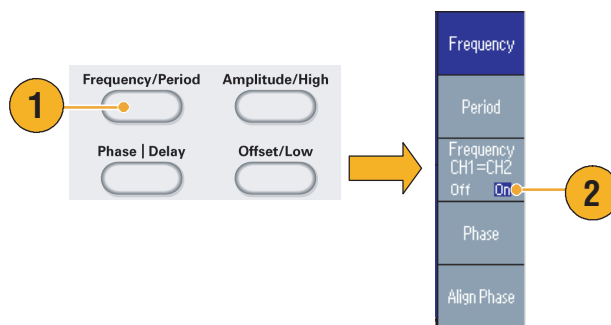 Frequency/Period
Amplitude/High
1
Phase | Delay
Offset/Low
Frequency
Period
Frequency
CH1=CH2
Off On
2
Phase
Align Phase